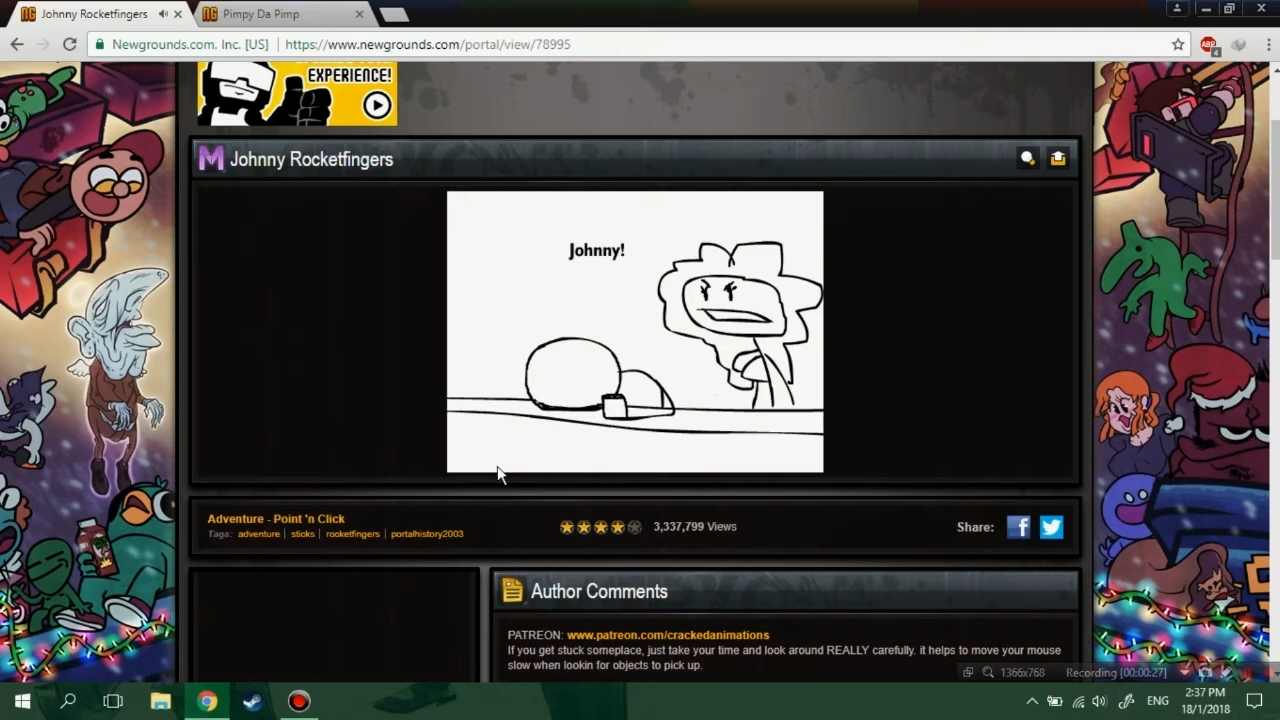 Johnny Rocketfingers
Pimpy Da Pimp
Newgrounds.com, Inc. [US] https://www.newgrounds.com/portal/view/78995
ABP
4
EXPERIENCE!
M Johnny Rocketfingers
Johnny!
Adventure - Point 'n Click
Tags: adventure | sticks | rocketfingers | portalhistory2003
3,337,799 Views
Share:
Author Comments
PATREON: www.patreon.com/crackedanimations
If you get stuck someplace, just take your time and look around REALLY carefully. it helps to move your mouse
slow when lookin for objects to pick up.
1366x768 Recording [00:00:27]
ENG
2:37 PM
18/1/2018